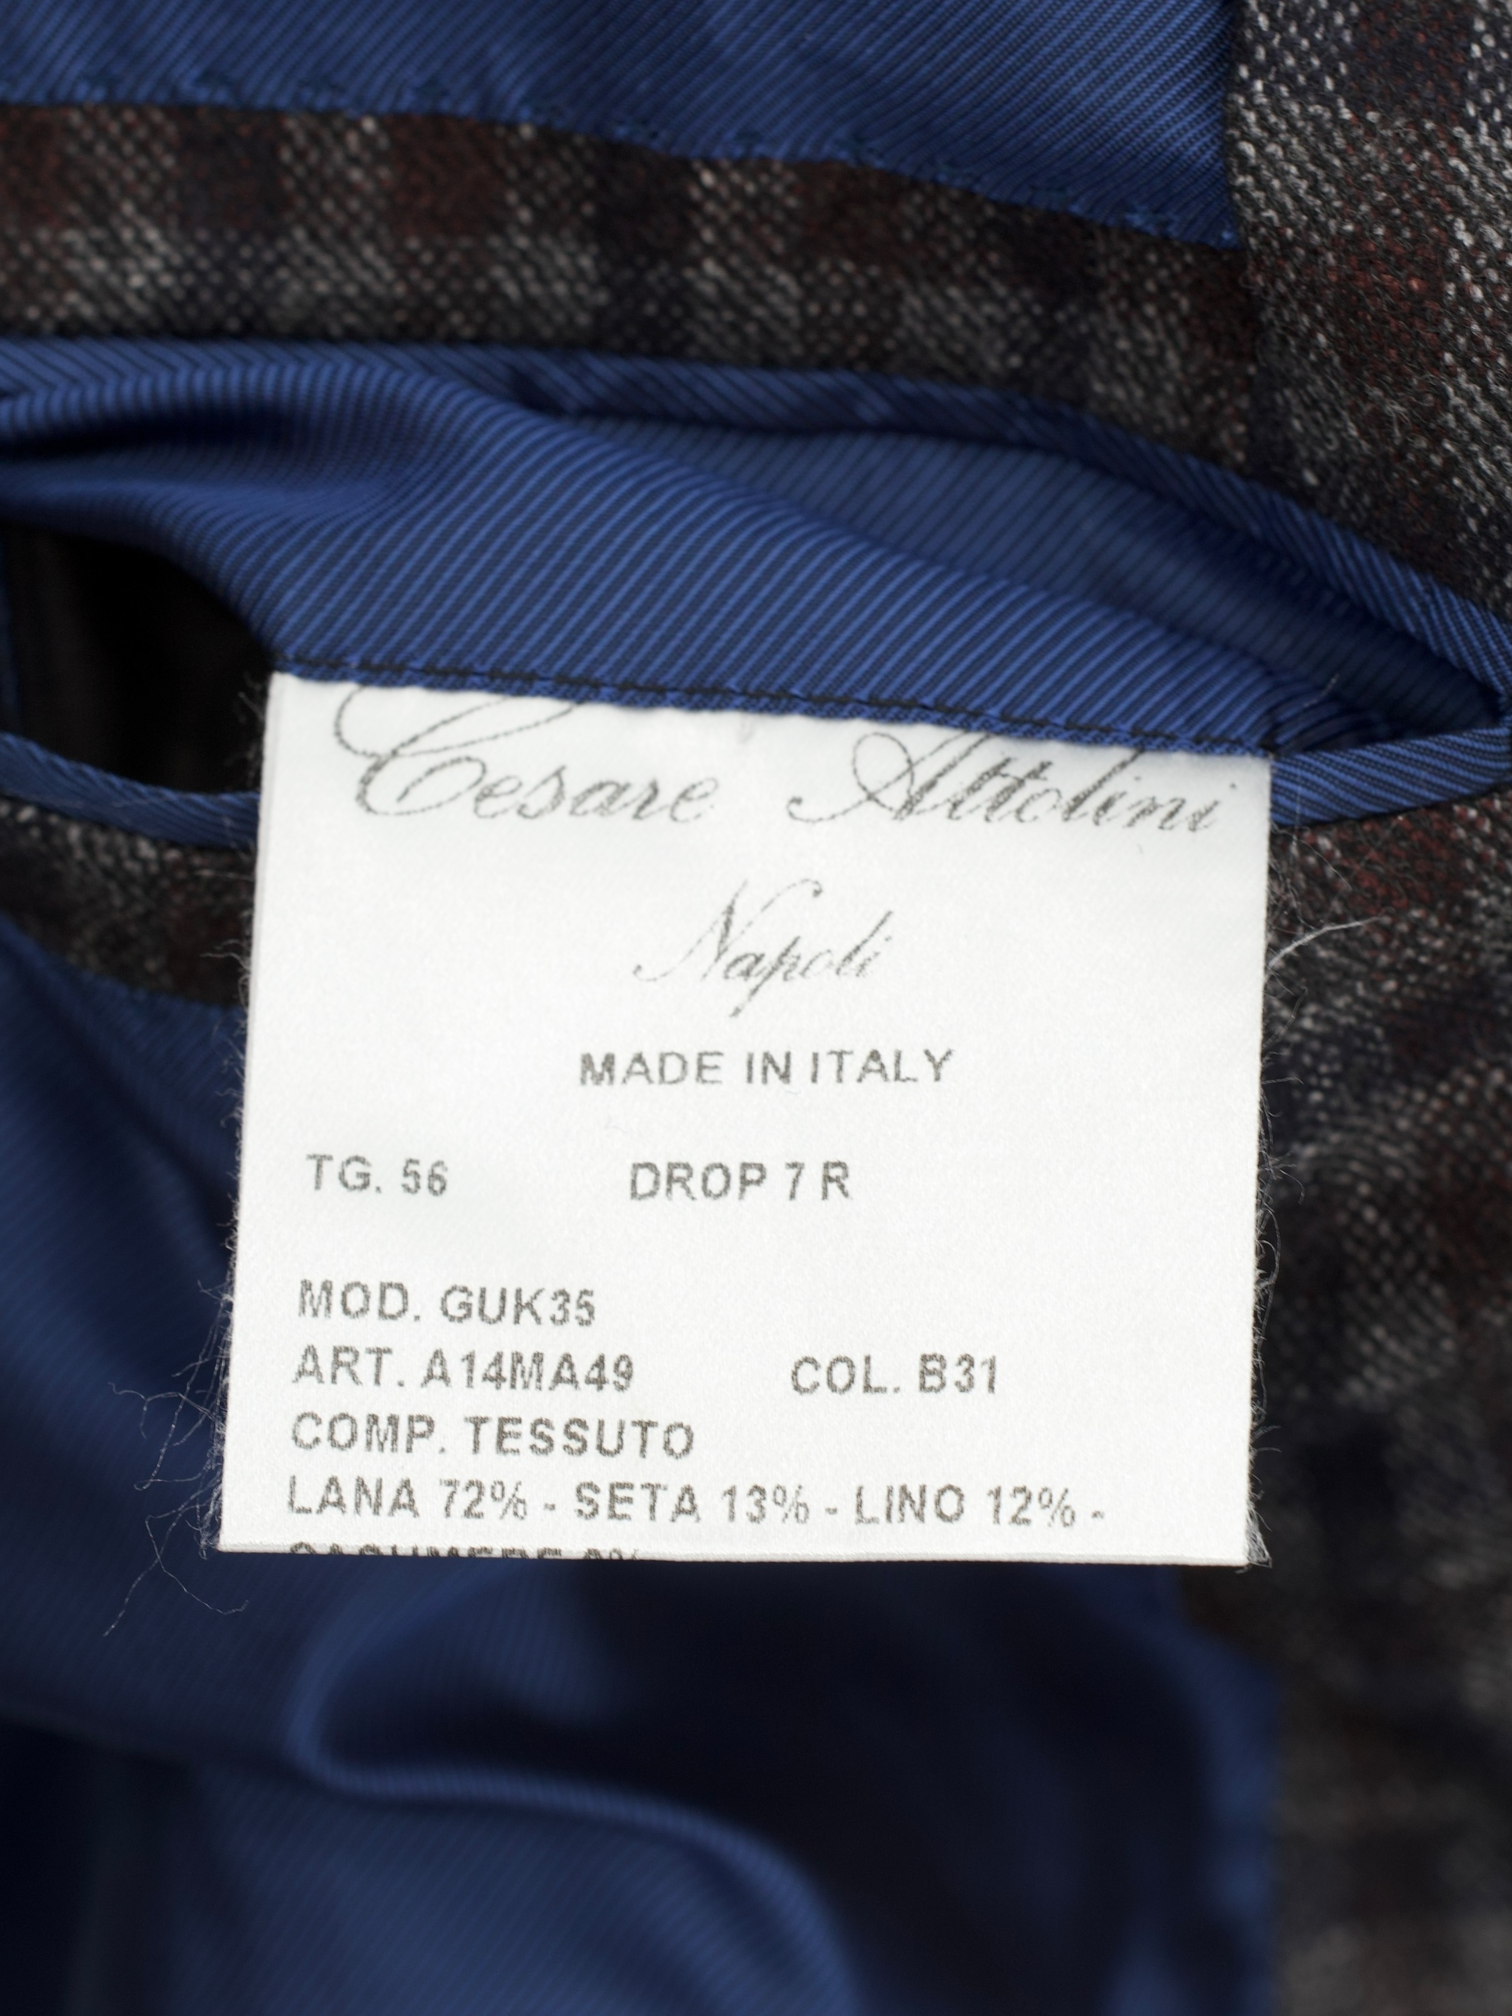 Cesare Attolini
Napoli
MADE IN ITALY
TG. 56 DROP 7 R
MOD. GUK35
ART. A14MA49 COL. B31
COMP. TESSUTO
LANA 72% - SETA 13% - LINO 12% -